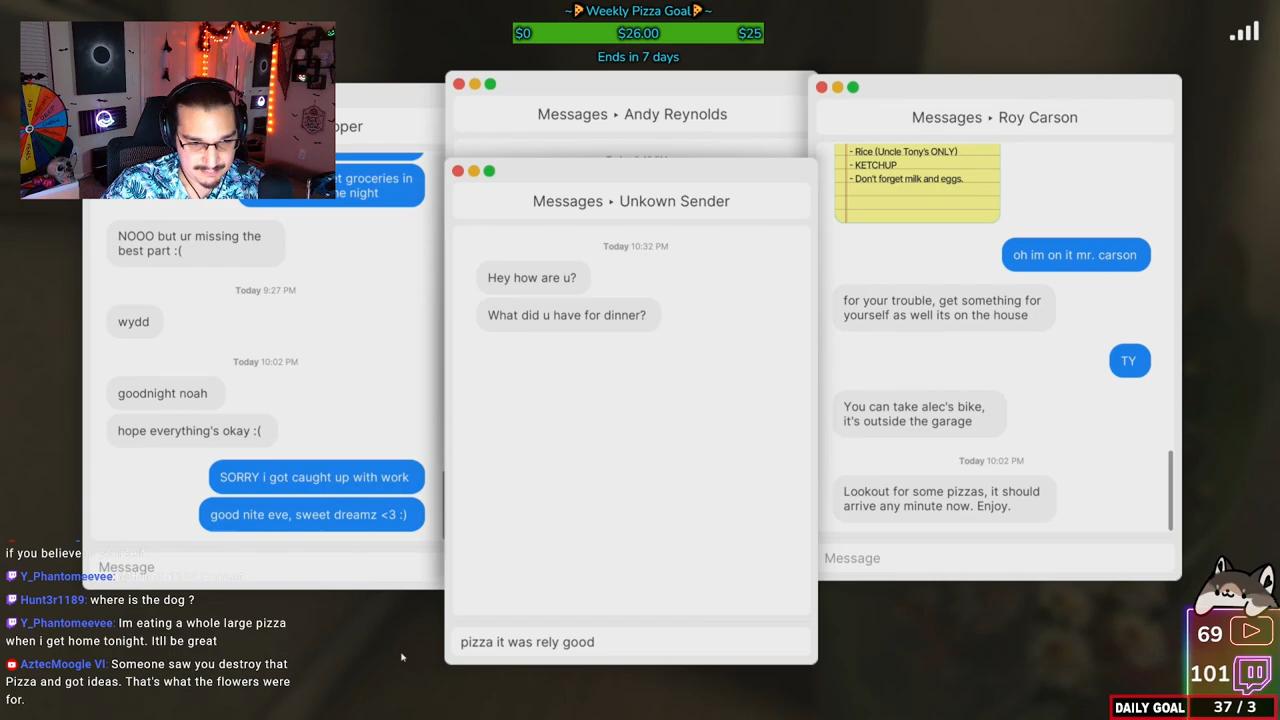 ~🍕Weekly Pizza Goal🍕~
$0 $26.00 $25
Ends in 7 days
pper
t groceries in
e night
NOOO but ur missing the
best part :(
Today 9:27 PM
wydd
Today 10:02 PM
goodnight noah
hope everything's okay :(
SORRY i got caught up with work
good nite eve, sweet dreamz <3 :)
Message
Messages ▸ Andy Reynolds
Messages ▸ Unkown Sender
Today 10:32 PM
Hey how are u?
What did u have for dinner?
pizza it was rely good
Messages ▸ Roy Carson
- Rice (Uncle Tony's ONLY)
- KETCHUP
- Don't forget milk and eggs.
oh im on it mr. carson
for your trouble, get something for
yourself as well its on the house
TY
You can take alec's bike,
it's outside the garage
Today 10:02 PM
Lookout for some pizzas, it should
arrive any minute now. Enjoy.
Message
if you believe
Y_Phantomeevee:
Hunt3r1189: where is the dog ?
Y_Phantomeevee: Im eating a whole large pizza
when i get home tonight. Itll be great
AztecMoogle VI: Someone saw you destroy that
Pizza and got ideas. That's what the flowers were
for.
69
101
DAILY GOAL 37 / 3